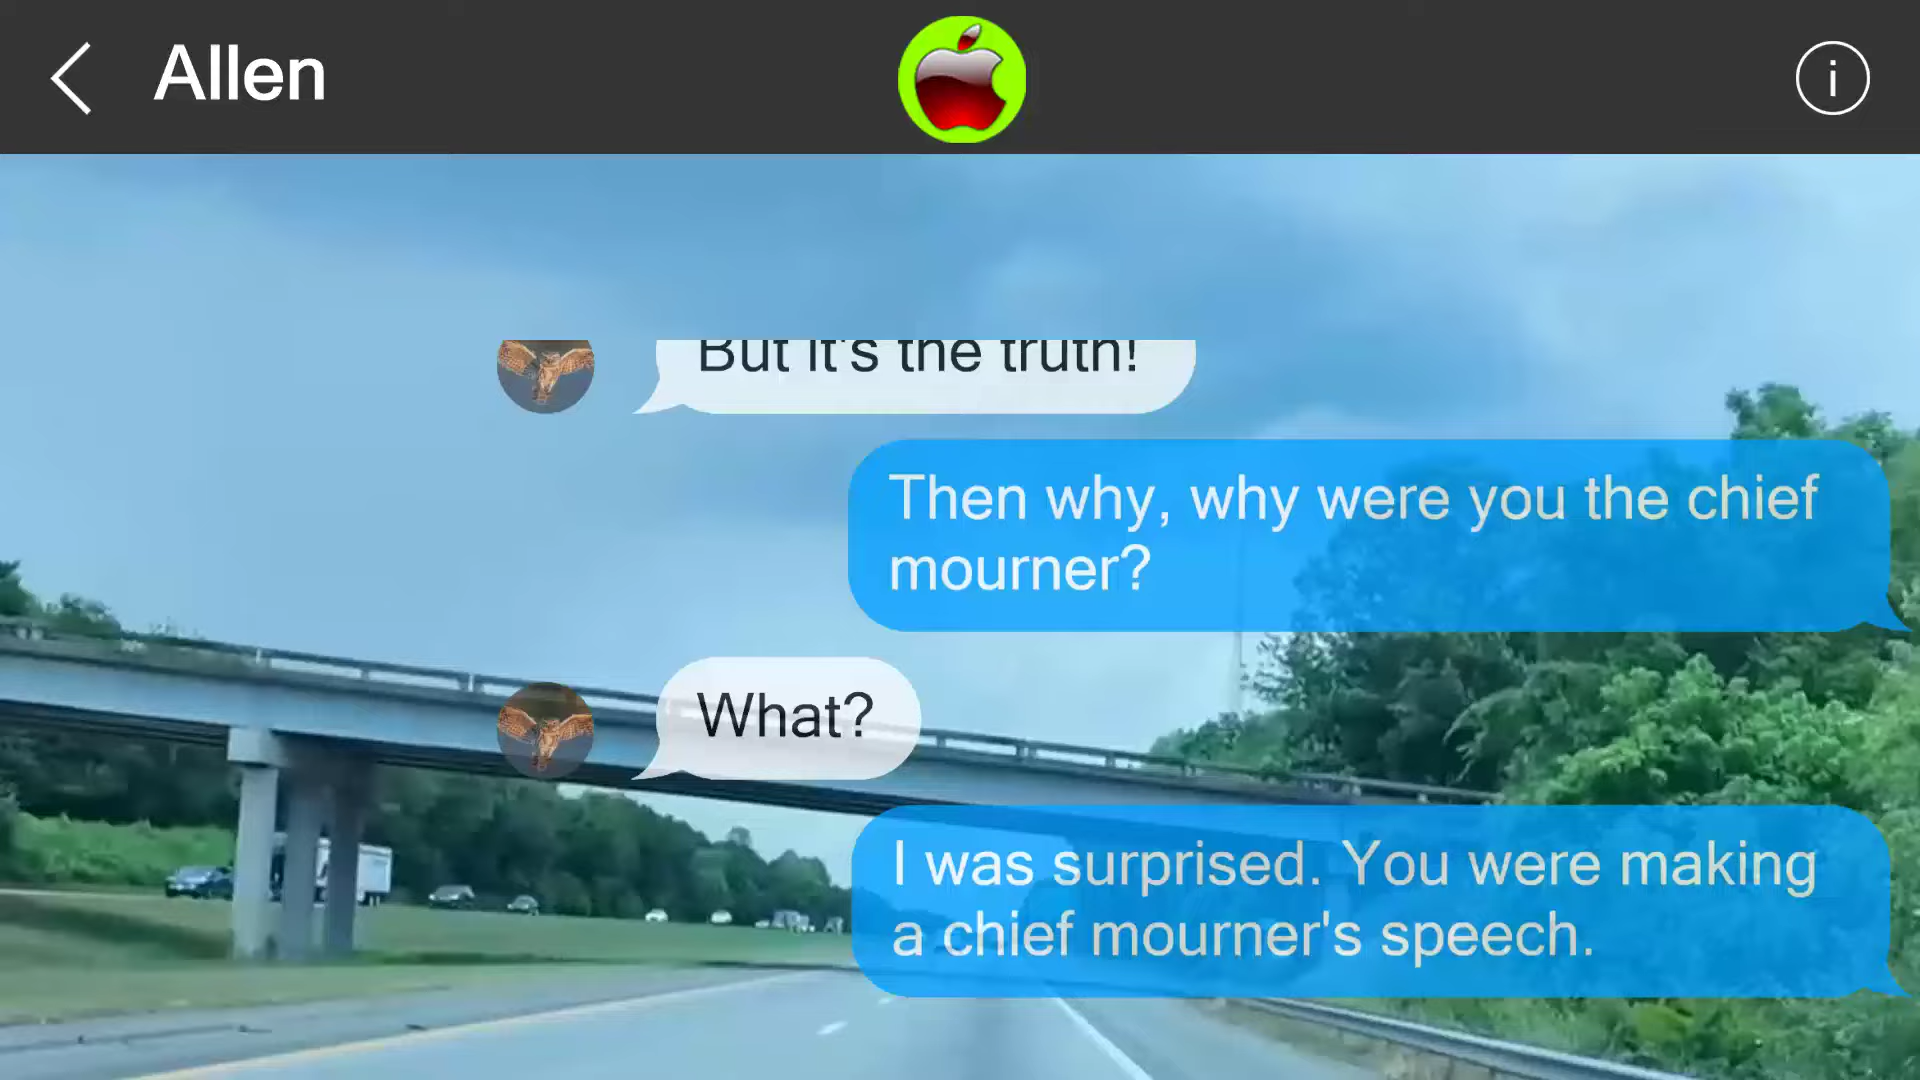 Allen
i
But it's the truth!
Then why, why were you the chief
mourner?
What?
I was surprised. You were making
a chief mourner's speech.